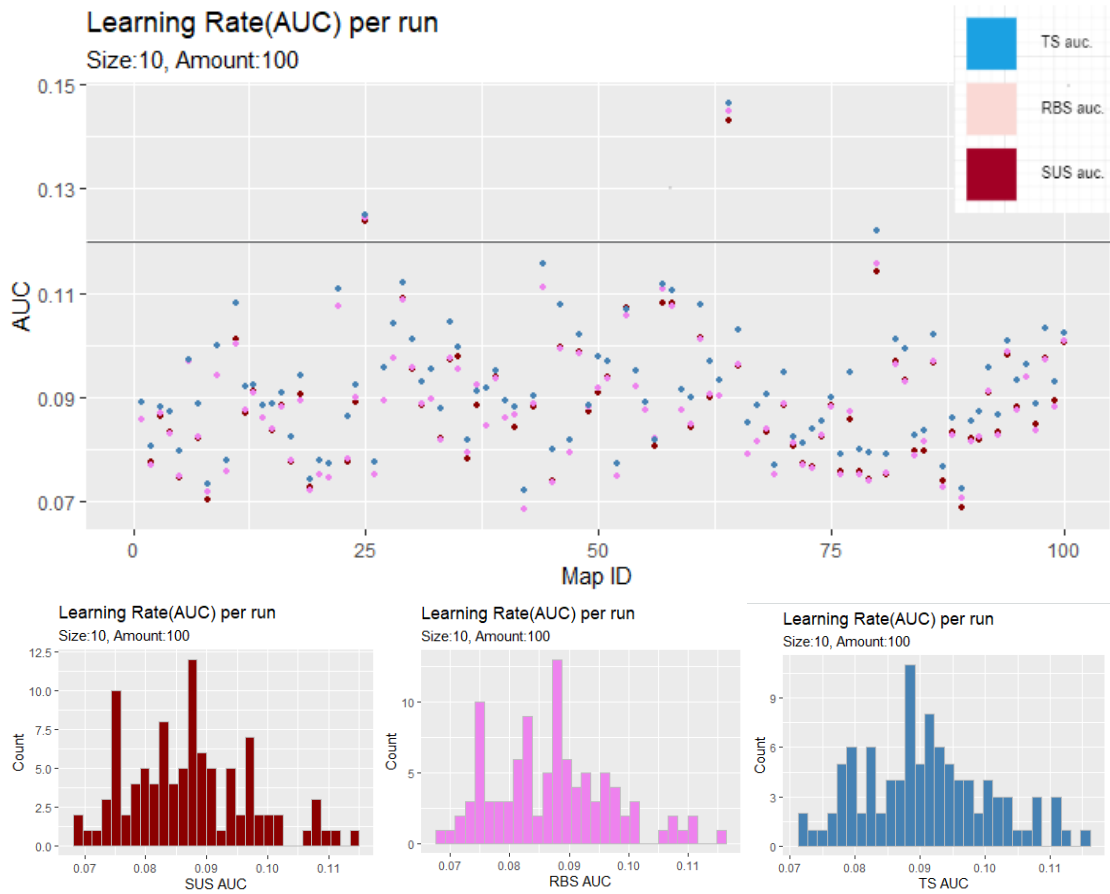 Learning Rate(AUC) per run
Size:10, Amount:100
TS auc.
RBS auc.
SUS auc.
0.15
0.13
0.11
0.09
0.07
AUC
0 25 50 75 100
Map ID
Learning Rate(AUC) per run
Size:10, Amount:100
12.5
10.0
7.5
5.0
2.5
0.0
Count
0.07 0.08 0.09 0.10 0.11
SUS AUC
Learning Rate(AUC) per run
Size:10, Amount:100
10
5
0
Count
0.07 0.08 0.09 0.10 0.11
RBS AUC
Learning Rate(AUC) per run
Size:10, Amount:100
9
6
3
0
Count
0.07 0.08 0.09 0.10 0.11
TS AUC